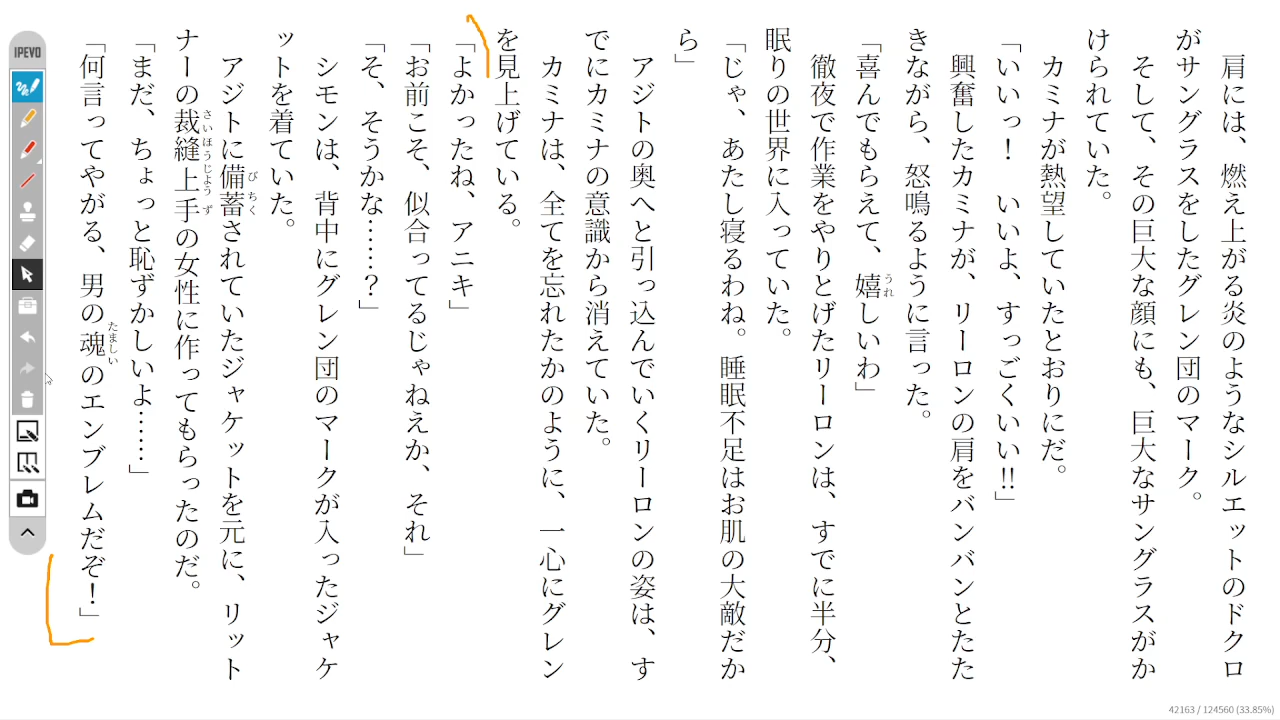 肩には、燃え上がる炎のようなシルエットのドクロ
がサングラスをしたグレン団のマーク。
そして、その巨大な顔にも、巨大なサングラスがか
けられていた。
カミナが熱望していたとおりにだ。
「いいっ！　いいよ、すっごくいい!!」
興奮したカミナが、リーロンの肩をバンバンとたた
きながら、怒鳴るように言った。
「喜んでもらえて、嬉しいわ」
うれ
徹夜で作業をやりとげたリーロンは、すでに半分、
眠りの世界に入っていた。
「じゃ、あたし寝るわね。睡眠不足はお肌の大敵だか
ら」
アジトの奥へと引っ込んでいくリーロンの姿は、す
でにカミナの意識から消えていた。
カミナは、全てを忘れたかのように、一心にグレン
を見上げている。
「よかったね、アニキ」
「お前こそ、似合ってるじゃねえか、それ」
「そ、そうかな……？」
シモンは、背中にグレン団のマークが入ったジャケ
ットを着ていた。
アジトに備蓄されていたジャケットを元に、リット
びちく
ナーの裁縫上手の女性に作ってもらったのだ。
さいほうじょうず
「まだ、ちょっと恥ずかしいよ……」
「何言ってやがる、男の魂のエンブレムだぞ！」
たましい
IPEVO
42163 / 124560 (33.85%)